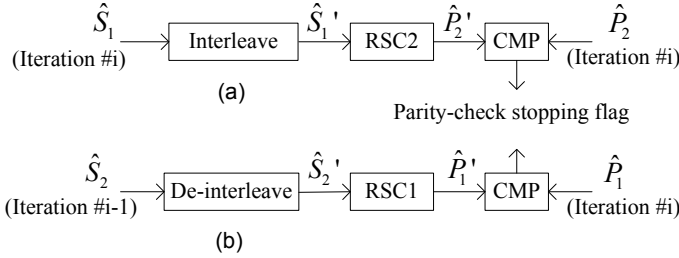 Ŝ₁ Ŝ₁' P̂₂' P̂₂
Interleave RSC2 CMP
(Iteration #i) (Iteration #i)
(a)
Parity-check stopping flag
Ŝ₂ Ŝ₂' P̂₁' P̂₁
De-interleave RSC1 CMP
(Iteration #i-1) (Iteration #i)
(b)